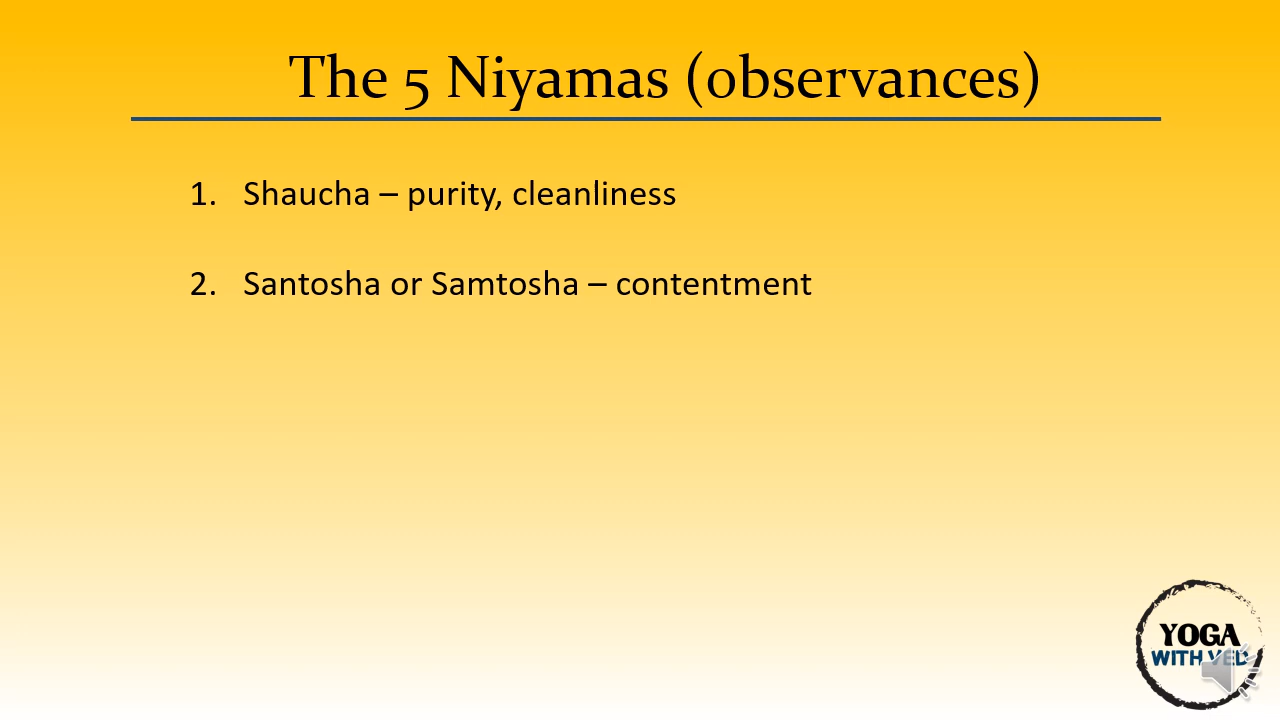 The 5 Niyamas (observances)
1. Shaucha – purity, cleanliness
2. Santosha or Samtosha – contentment
YOGA
WITH VED